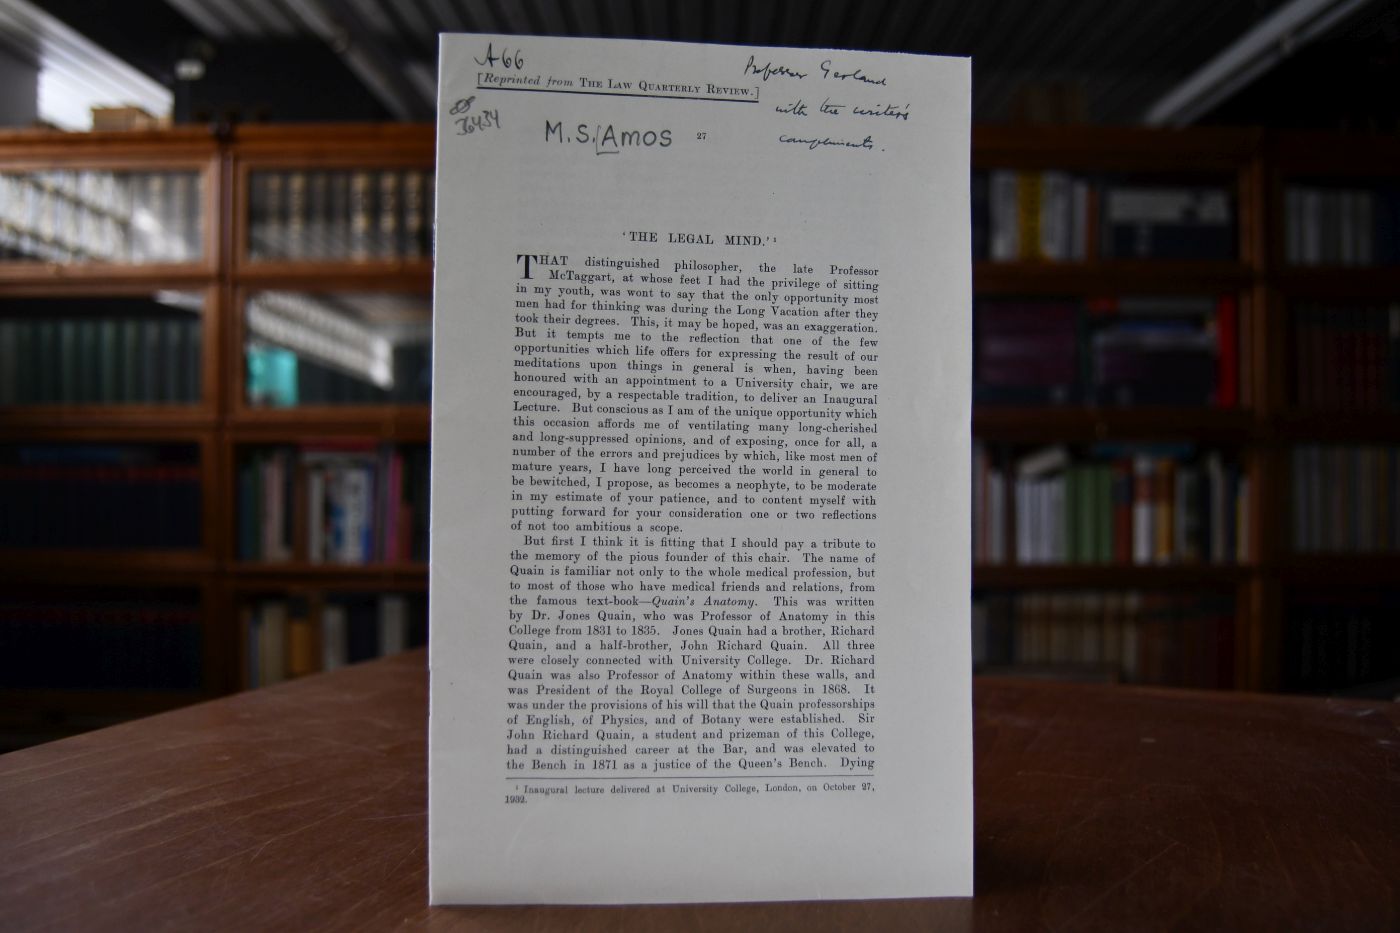 A66
[Reprinted from THE LAW QUARTERLY REVIEW.]
Professor Gerland
with the writer's
compliments.
36434
M.S. Amos
27
'THE LEGAL MIND.' ¹
THAT distinguished philosopher, the late Professor
McTaggart, at whose feet I had the privilege of sitting
in my youth, was wont to say that the only opportunity most
men had for thinking was during the Long Vacation after they
took their degrees. This, it may be hoped, was an exaggeration.
But it tempts me to the reflection that one of the few
opportunities which life offers for expressing the result of our
meditations upon things in general is when, having been
honoured with an appointment to a University chair, we are
encouraged, by a respectable tradition, to deliver an Inaugural
Lecture. But conscious as I am of the unique opportunity which
this occasion affords me of ventilating many long-cherished
and long-suppressed opinions, and of exposing, once for all, a
number of the errors and prejudices by which, like most men of
mature years, I have long perceived the world in general to
be bewitched, I propose, as becomes a neophyte, to be moderate
in my estimate of your patience, and to content myself with
putting forward for your consideration one or two reflections
of not too ambitious a scope.
But first I think it is fitting that I should pay a tribute to
the memory of the pious founder of this chair. The name of
Quain is familiar not only to the whole medical profession, but
to most of those who have medical friends and relations, from
the famous text-book—Quain's Anatomy. This was written
by Dr. Jones Quain, who was Professor of Anatomy in this
College from 1831 to 1835. Jones Quain had a brother, Richard
Quain, and a half-brother, John Richard Quain. All three
were closely connected with University College. Dr. Richard
Quain was also Professor of Anatomy within these walls, and
was President of the Royal College of Surgeons in 1868. It
was under the provisions of his will that the Quain professorships
of English, of Physics, and of Botany were established. Sir
John Richard Quain, a student and prizeman of this College,
had a distinguished career at the Bar, and was elevated to
the Bench in 1871 as a justice of the Queen's Bench. Dying
¹ Inaugural lecture delivered at University College, London, on October 27,
1932.